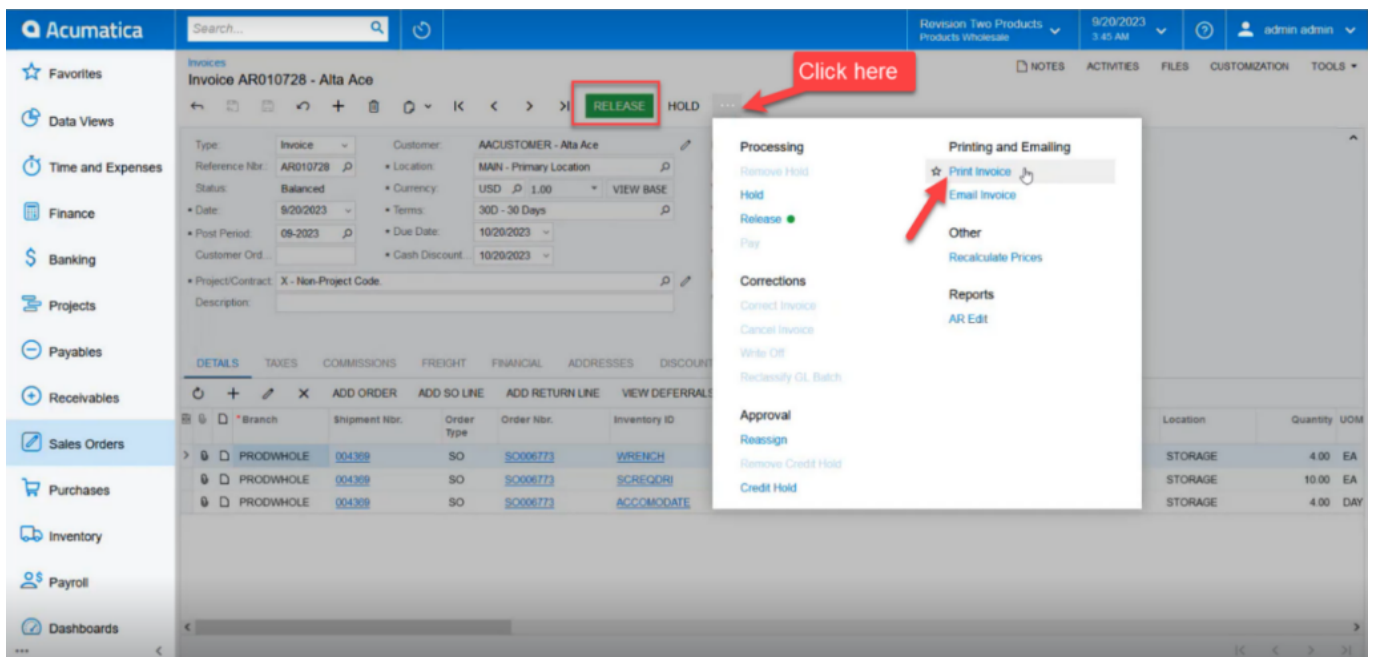 Acumatica
Search...
Revision Two Products
Products Wholesale
9/20/2023
3:45 AM
admin admin
Favorites
Data Views
Time and Expenses
Finance
Banking
Projects
Payables
Receivables
Sales Orders
Purchases
Inventory
Payroll
Dashboards
Invoices
Invoice AR010728 - Alta Ace
NOTES ACTIVITIES FILES CUSTOMIZATION TOOLS
Click here
RELEASE HOLD
Type: Invoice Customer: AACUSTOMER - Alta Ace
Reference Nbr.: AR010728 • Location: MAIN - Primary Location
Status: Balanced • Currency: USD 1.00 VIEW BASE
• Date: 9/20/2023 • Terms: 30D - 30 Days
• Post Period: 09-2023 • Due Date: 10/20/2023
Customer Ord... • Cash Discount... 10/20/2023
• Project/Contract: X - Non-Project Code.
Description:
Processing
Remove Hold
Hold
Release
Pay
Corrections
Correct Invoice
Cancel Invoice
Write Off
Reclassify GL Batch
Approval
Reassign
Remove Credit Hold
Credit Hold
Printing and Emailing
Print Invoice
Email Invoice
Other
Recalculate Prices
Reports
AR Edit
DETAILS TAXES COMMISSIONS FREIGHT FINANCIAL ADDRESSES DISCOUNT
ADD ORDER ADD SO LINE ADD RETURN LINE VIEW DEFERRALS
*Branch Shipment Nbr. Order Type Order Nbr. Inventory ID Location Quantity UOM
PRODWHOLE 004369 SO SO006773 WRENCH STORAGE 4.00 EA
PRODWHOLE 004369 SO SO006773 SCREQDRI STORAGE 10.00 EA
PRODWHOLE 004369 SO SO006773 ACCOMODATE STORAGE 4.00 DAY